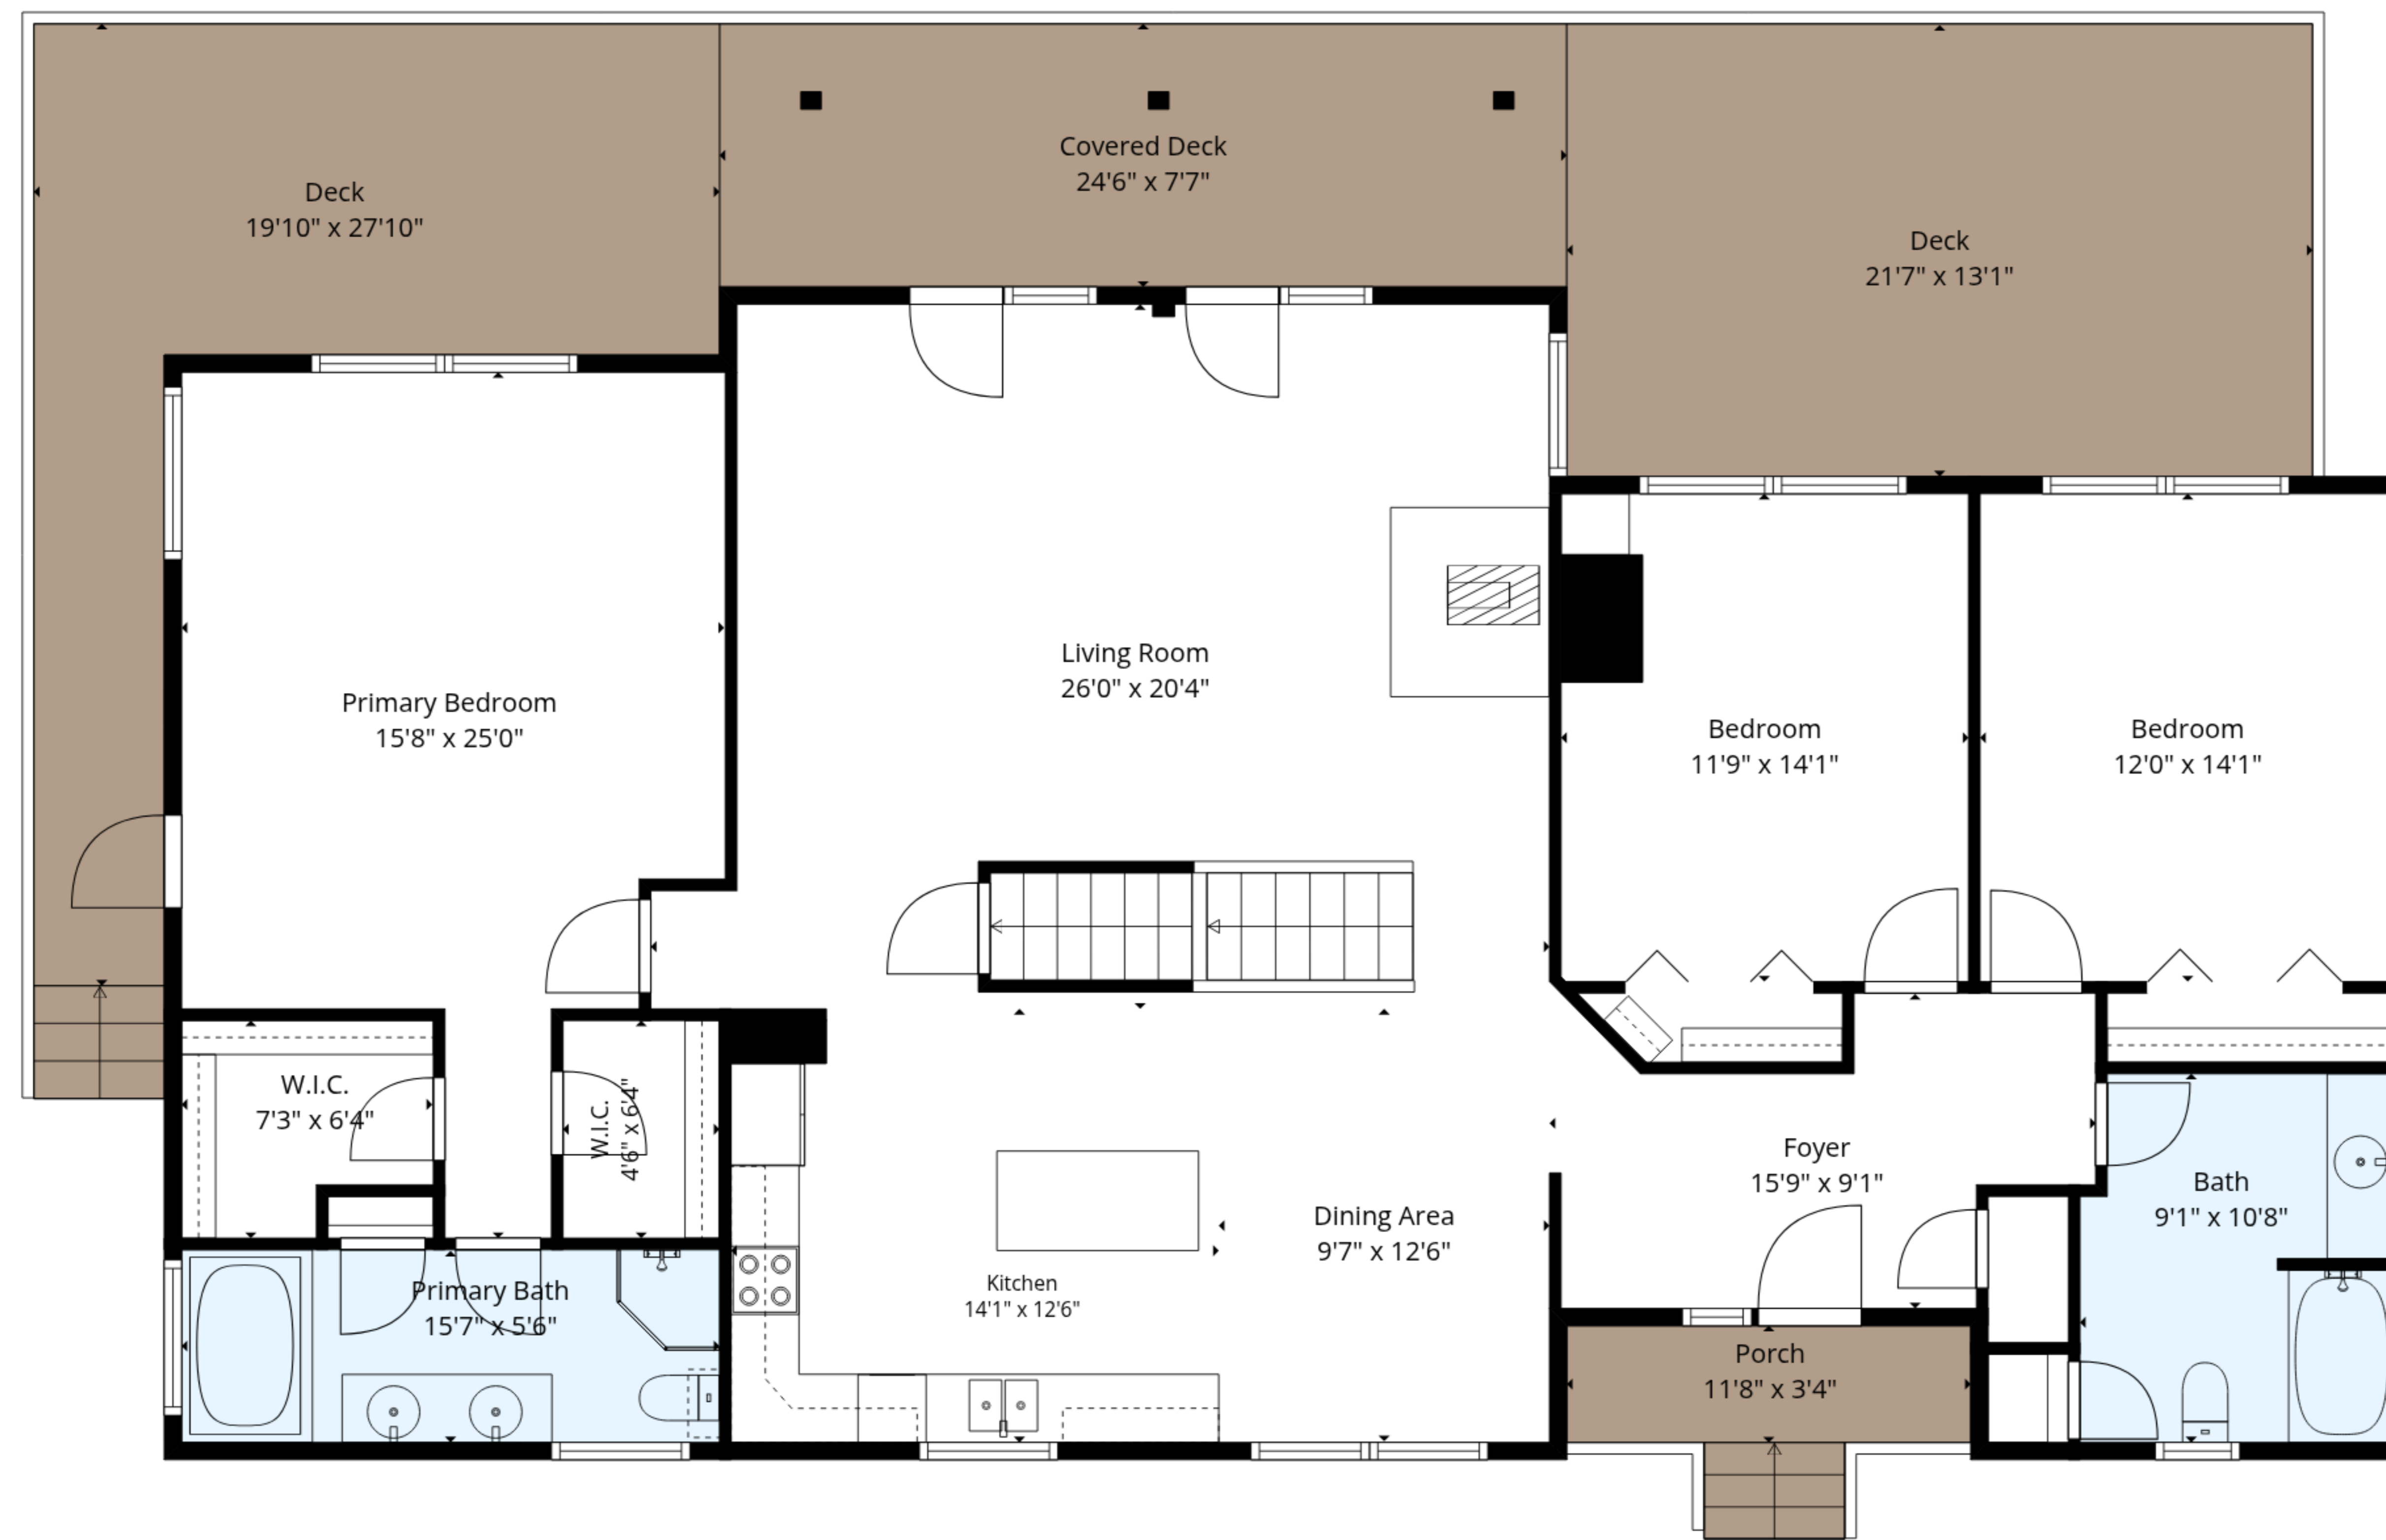 Covered Deck
24'6" x 7'7"
Deck
19'10" x 27'10"
Deck
21'7" x 13'1"
Living Room
26'0" x 20'4"
Primary Bedroom
15'8" x 25'0"
Bedroom
11'9" x 14'1"
Bedroom
12'0" x 14'1"
W.I.C.
7'3" x 6'4"
W.I.C.
4'6" x 6'4"
Foyer
15'9" x 9'1"
Bath
9'1" x 10'8"
Dining Area
9'7" x 12'6"
Kitchen
14'1" x 12'6"
Primary Bath
15'7" x 5'6"
Porch
11'8" x 3'4"